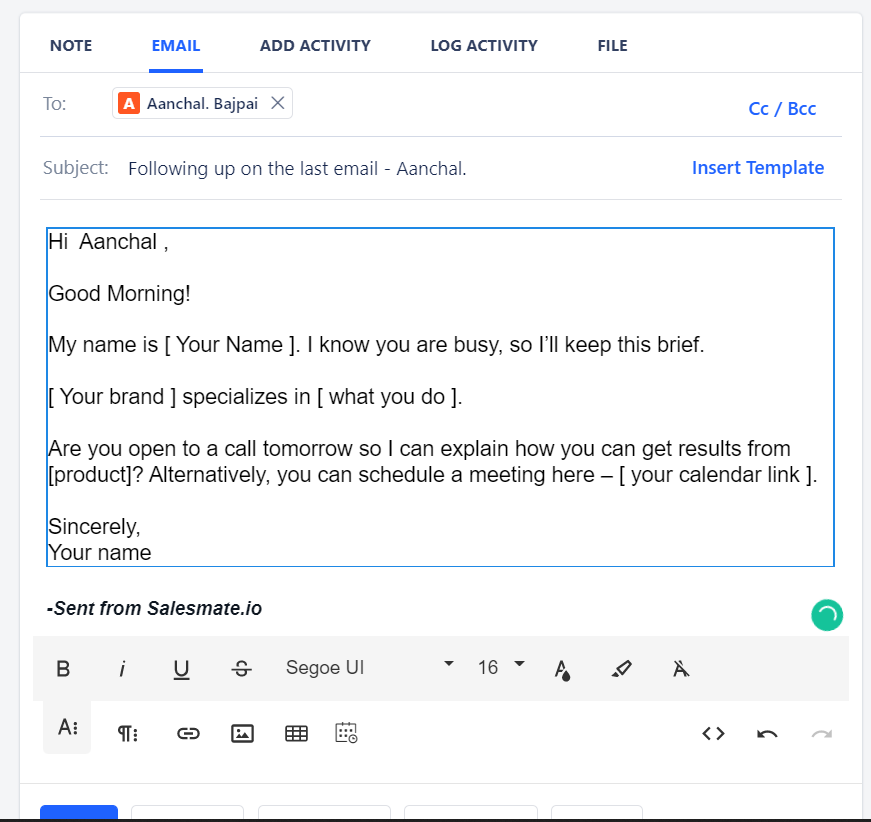 NOTE EMAIL ADD ACTIVITY LOG ACTIVITY FILE
To: A Aanchal. Bajpai Cc / Bcc
Subject: Following up on the last email - Aanchal. Insert Template
Hi  Aanchal ,
Good Morning!
My name is [ Your Name ]. I know you are busy, so I’ll keep this brief.
[ Your brand ] specializes in [ what you do ].
Are you open to a call tomorrow so I can explain how you can get results from
[product]? Alternatively, you can schedule a meeting here – [ your calendar link ].
Sincerely,
Your name
-Sent from Salesmate.io
B i U S Segoe UI 16 A A
A